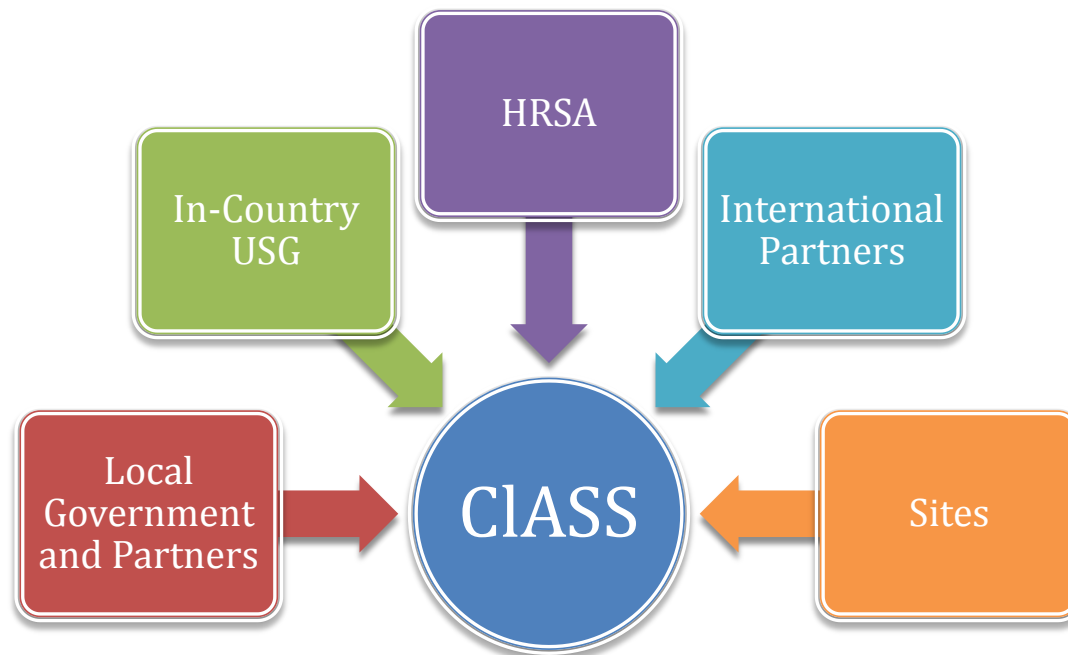 HRSA
In-Country
USG
International
Partners
Local
Government
and Partners
ClASS
Sites